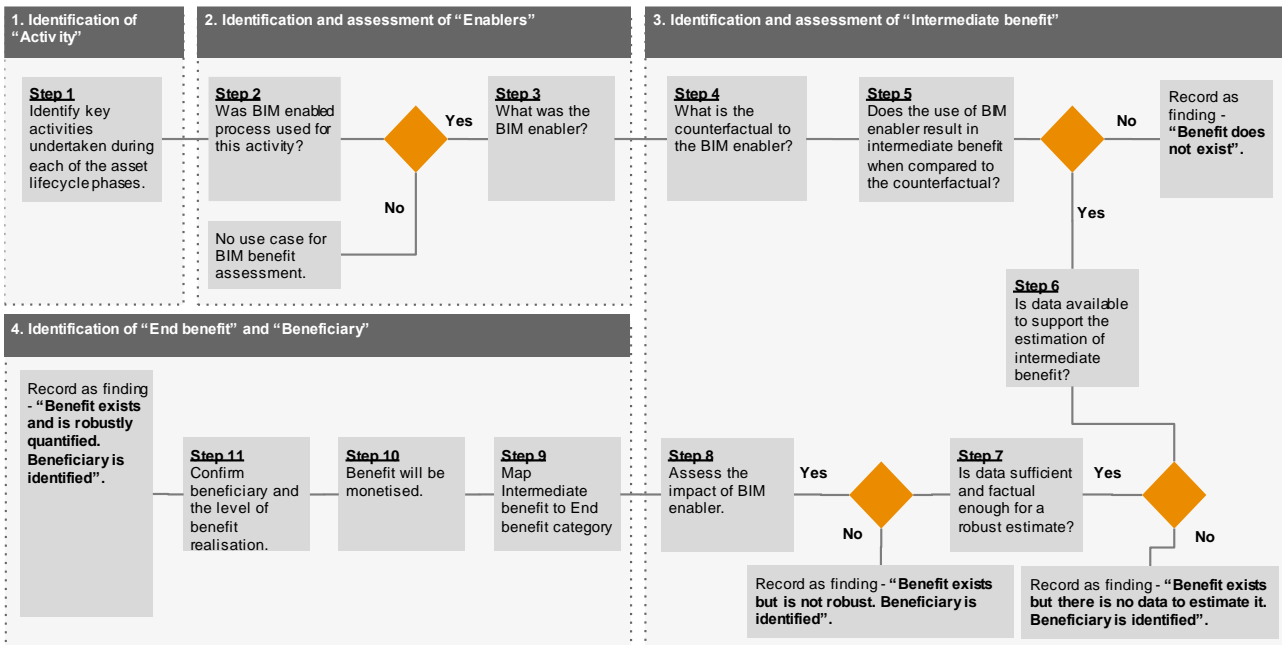 1. Identification of
“Activity”
2. Identification and assessment of “Enablers”
3. Identification and assessment of “Intermediate benefit”
Step 1
Identify key
activities
undertaken during
each of the asset
lifecycle phases.
Step 2
Was BIM enabled
process used for
this activity?
Yes
No
No use case for
BIM benefit
assessment.
Step 3
What was the
BIM enabler?
Step 4
What is the
counterfactual to
the BIM enabler?
Step 5
Does the use of BIM
enabler result in
intermediate benefit
when compared to
the counterfactual?
No
Record as
finding -
“Benefit does
not exist”.
Yes
Step 6
Is data available
to support the
estimation of
intermediate
benefit?
Step 7
Is data sufficient
and factual
enough for a
robust estimate?
Yes
No
Record as finding - “Benefit exists
but there is no data to estimate it.
Beneficiary is identified”.
Step 8
Assess the
impact of BIM
enabler.
Yes
No
Record as finding - “Benefit exists
but is not robust. Beneficiary is
identified”.
4. Identification of “End benefit” and “Beneficiary”
Step 9
Map
Intermediate
benefit to End
benefit category
Step 10
Benefit will be
monetised.
Step 11
Confirm
beneficiary and
the level of
benefit
realisation.
Record as finding
- “Benefit exists
and is robustly
quantified.
Beneficiary is
identified”.